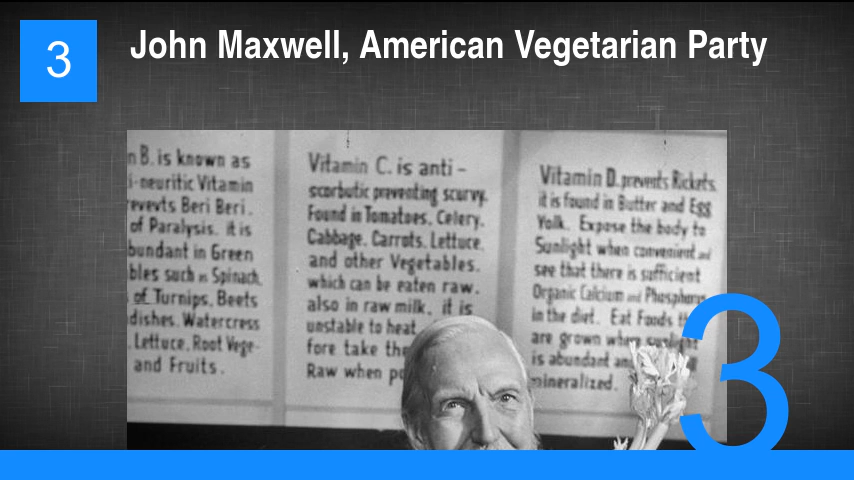 3
John Maxwell, American Vegetarian Party
n B. is known as
i-neuritic Vitamin
revevts Beri Beri.
of Paralysis. it is
bundant in Green
bles such as Spinach,
of Turnips, Beets
dishes. Watercress
. Lettuce, Root Vege-
and Fruits.
Vitamin C. is anti-
scorbutic preventing scurvy.
Found in Tomatoes. Celery.
Cabbage. Carrots. Lettuce.
and other Vegetables.
which can be eaten raw.
also in raw milk. it is
unstable to heat
fore take the
Raw when po
Vitamin D. prevents Rickets.
it is found in Butter and Egg
Yolk. Expose the body to
Sunlight when convenient and
see that there is sufficient
Organic Calcium and Phosphorus
in the diet. Eat Foods th
are grown where sunlight
is abundant an
mineralized.
3